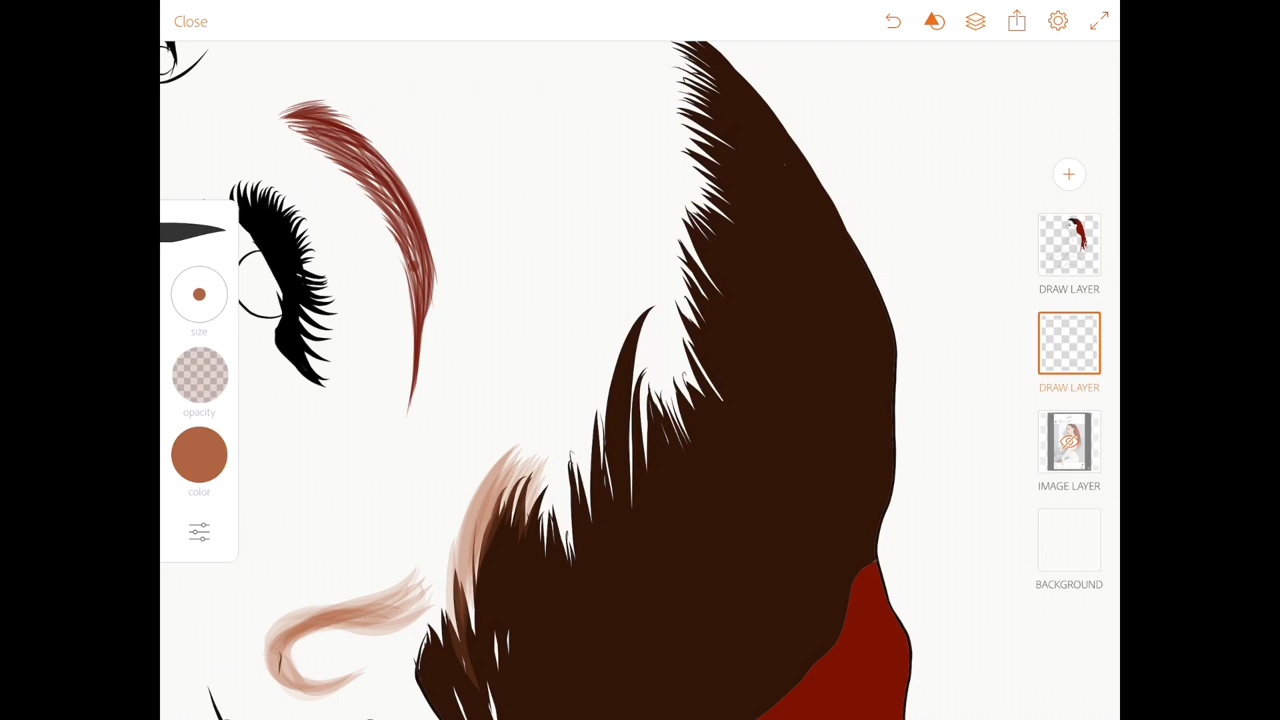 Close
size
opacity
color
DRAW LAYER
DRAW LAYER
IMAGE LAYER
BACKGROUND